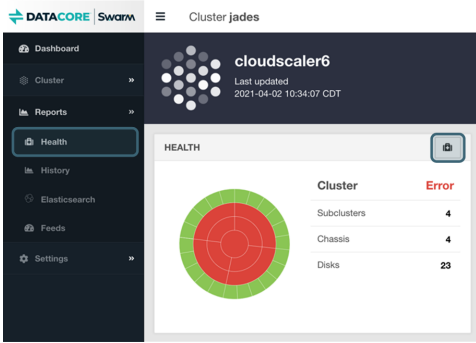 DATACORE Swarm
Cluster jades
Dashboard
Cluster
Reports
Health
History
Elasticsearch
Feeds
Settings
cloudscaler6
Last updated
2021-04-02 10:34:07 CDT
HEALTH
Cluster Error
Subclusters 4
Chassis 4
Disks 23